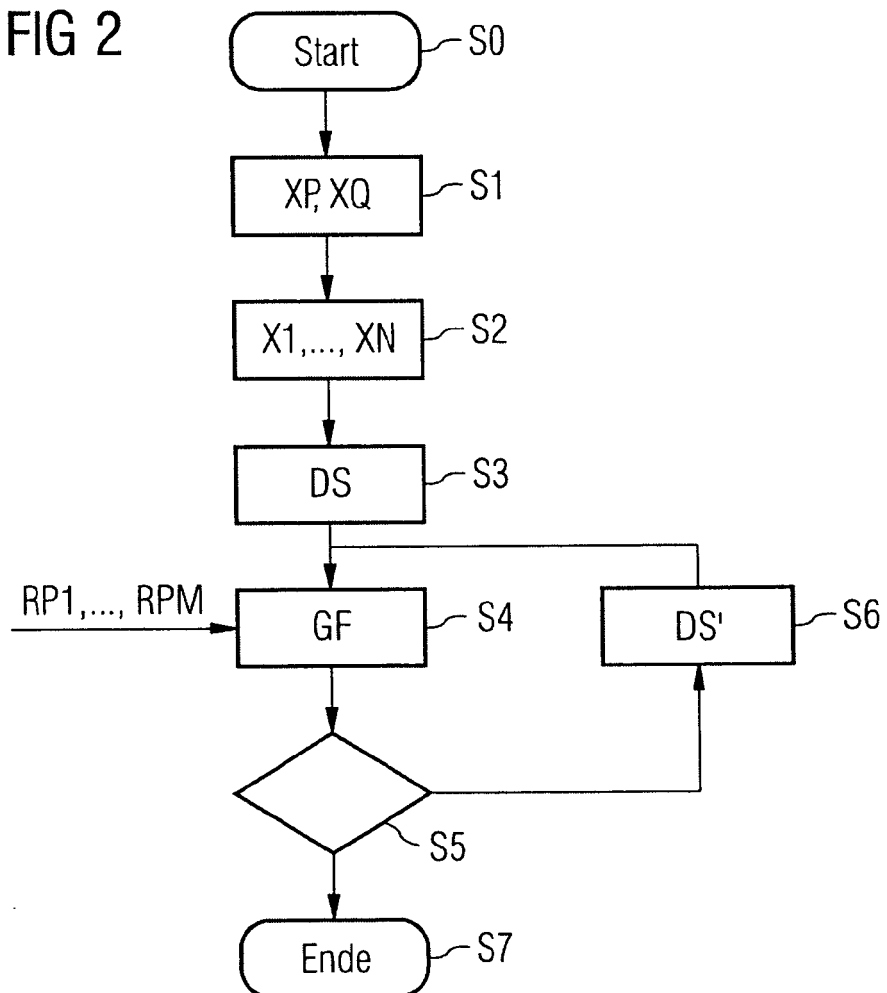 FIG 2
Start S0
XP, XQ S1
X1,..., XN S2
DS S3
RP1,..., RPM
GF S4
DS' S6
S5
Ende S7